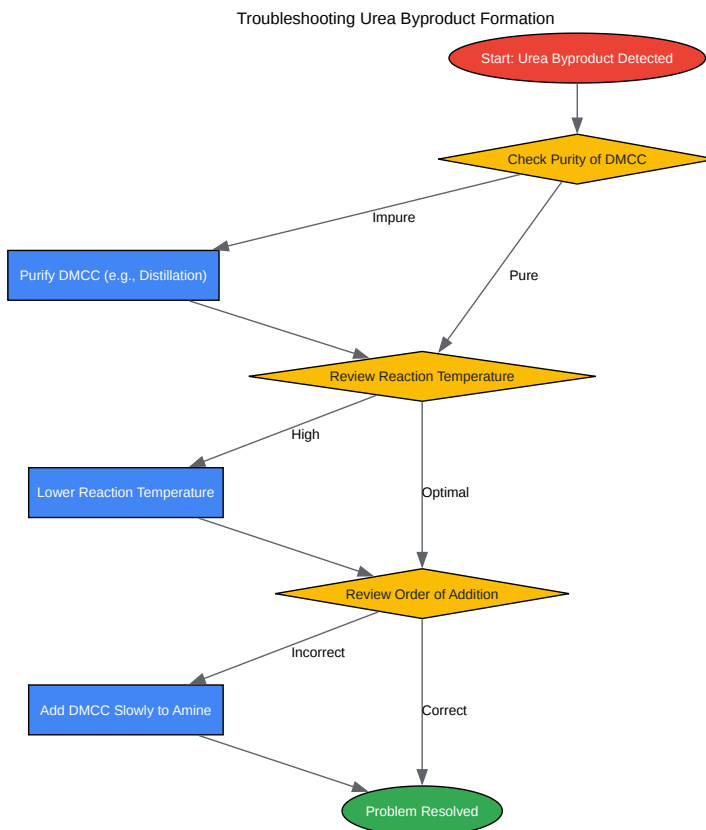 Troubleshooting Urea Byproduct Formation
Start: Urea Byproduct Detected
Check Purity of DMCC
Impure
Purify DMCC (e.g., Distillation)
Pure
Review Reaction Temperature
High
Lower Reaction Temperature
Optimal
Review Order of Addition
Incorrect
Add DMCC Slowly to Amine
Correct
Problem Resolved